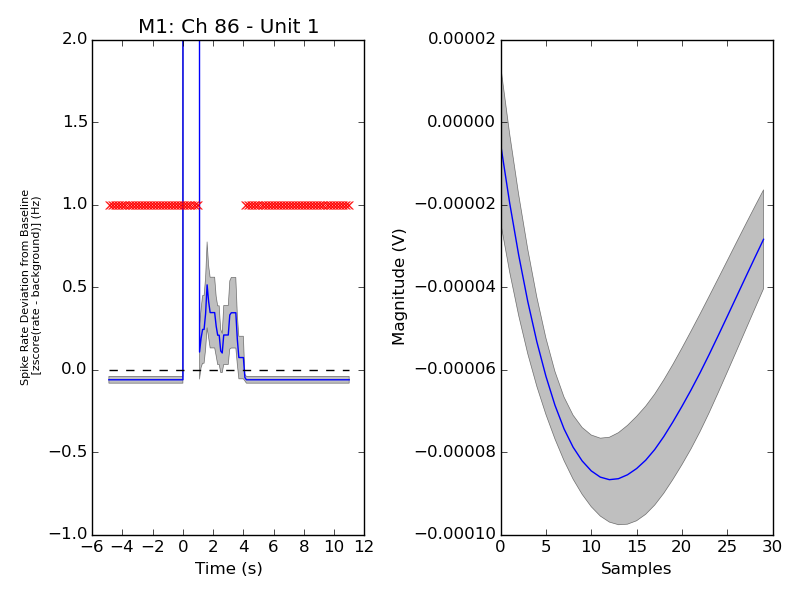 M1: Ch 86 - Unit 1
Spike Rate Deviation from Baseline
[zscore(rate - background)] (Hz)
2.0
1.5
1.0
0.5
0.0
−0.5
−1.0
−6 −4 −2 0 2 4 6 8 10 12
Time (s)
Magnitude (V)
0.00002
0.00000
−0.00002
−0.00004
−0.00006
−0.00008
−0.00010
0 5 10 15 20 25 30
Samples